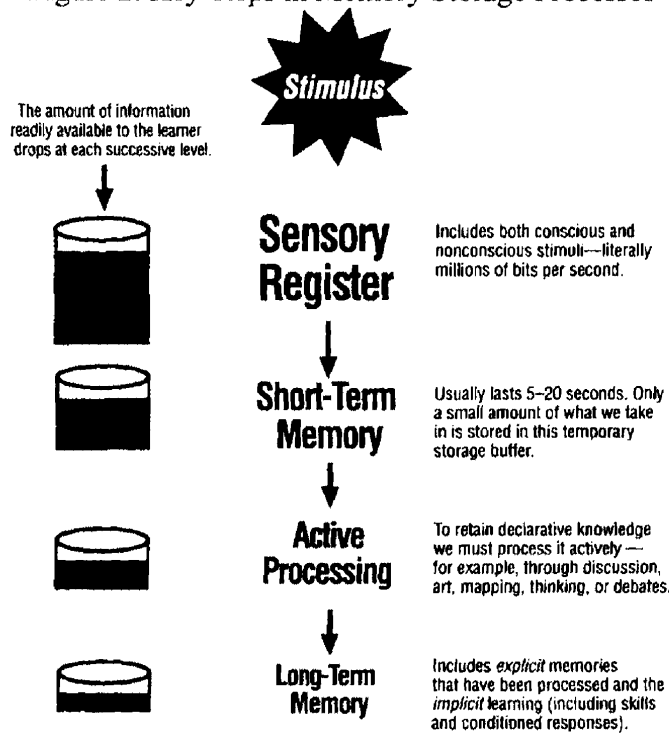 Stimulus
The amount of information
readily available to the learner
drops at each successive level.
Sensory
Register
Includes both conscious and
nonconscious stimuli—literally
millions of bits per second.
Short-Term
Memory
Usually lasts 5–20 seconds. Only
a small amount of what we take
in is stored in this temporary
storage buffer.
Active
Processing
To retain declarative knowledge
we must process it actively —
for example, through discussion,
art, mapping, thinking, or debates.
Long-Term
Memory
Includes explicit memories
that have been processed and the
implicit learning (including skills
and conditioned responses).